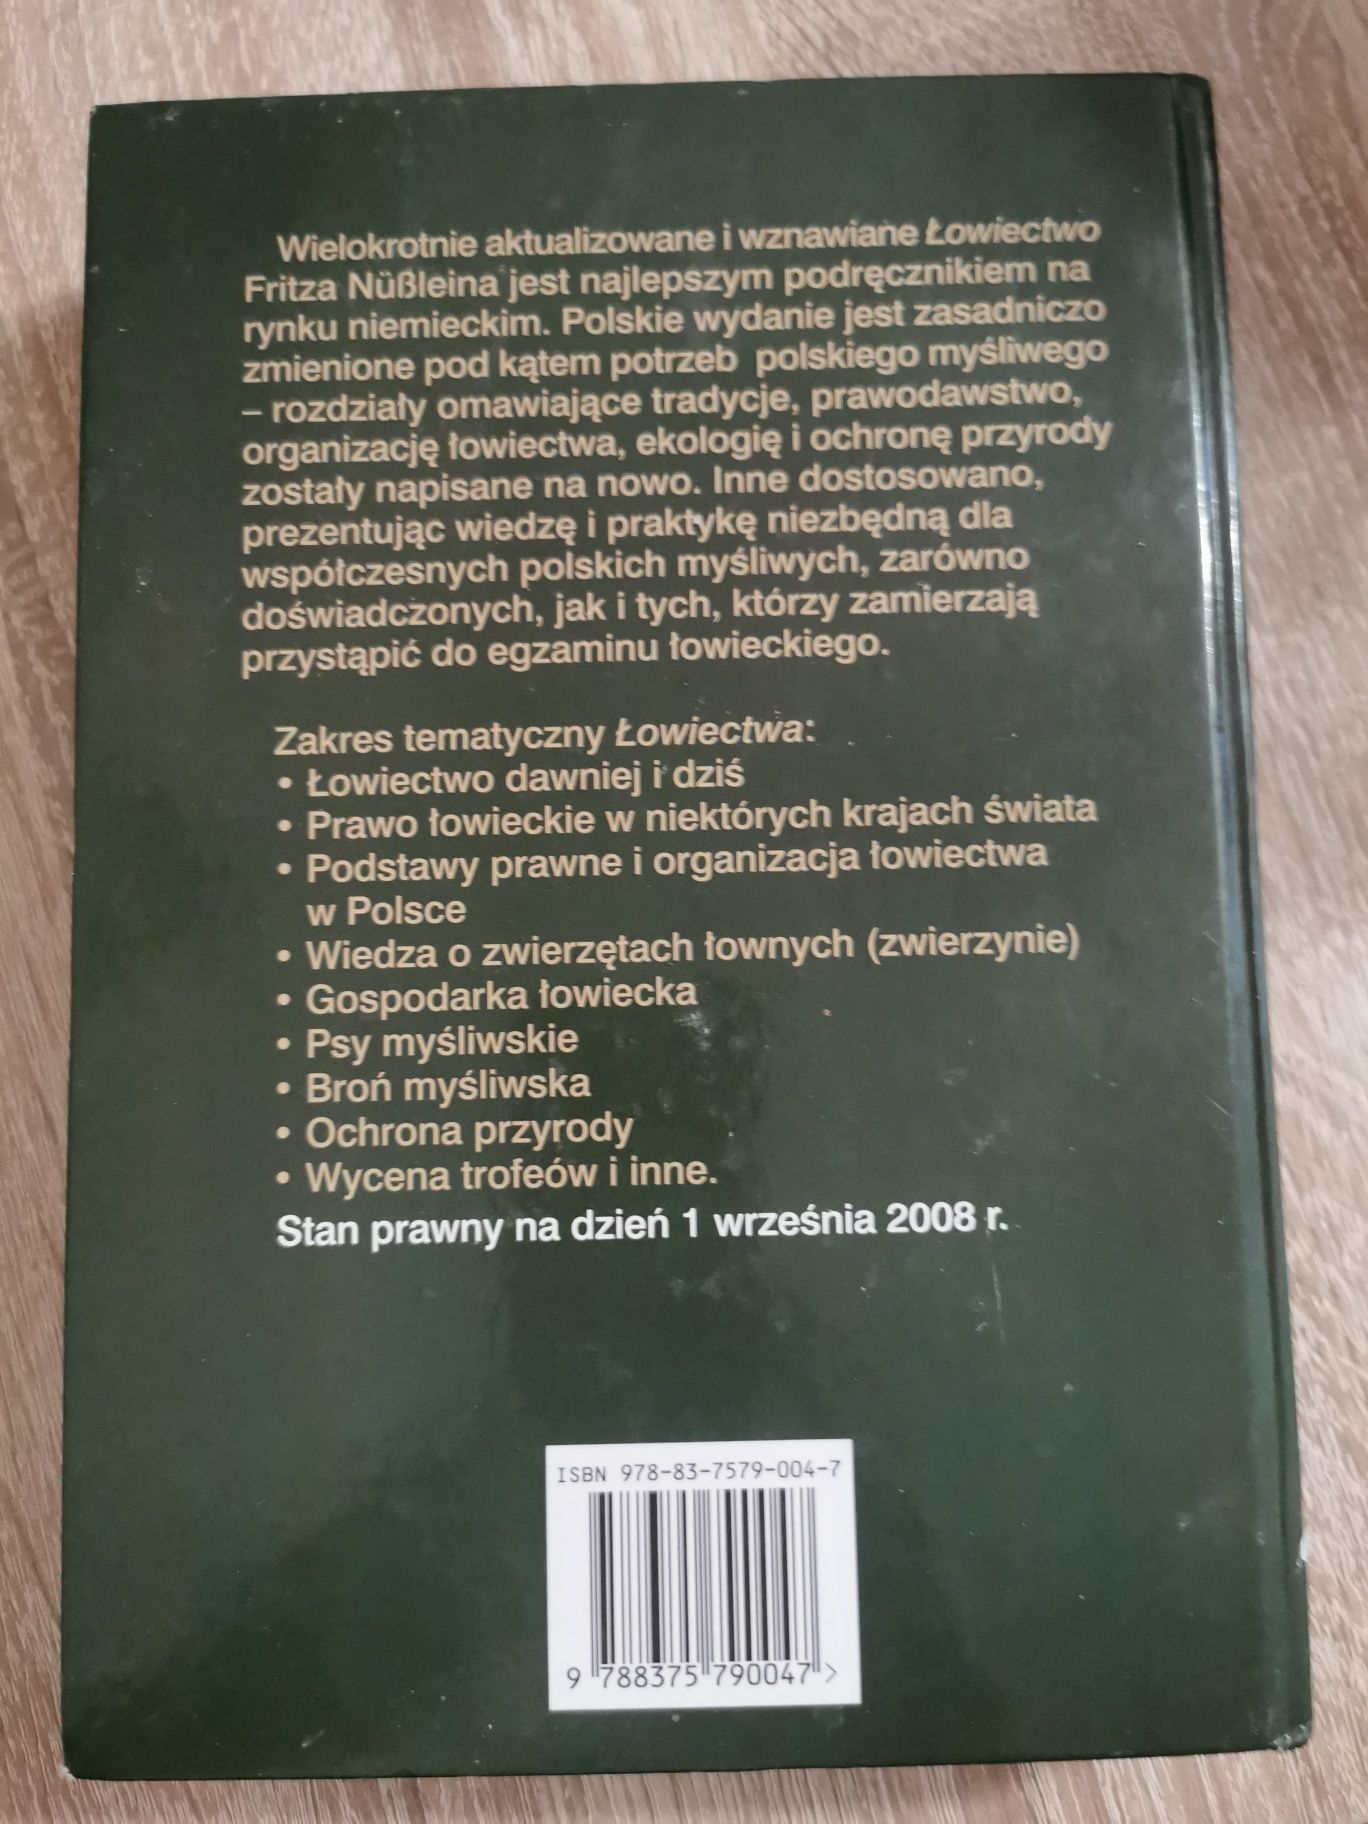 Wielokrotnie aktualizowane i wznawiane Łowiectwo
Fritza Nüßleina jest najlepszym podręcznikiem na
rynku niemieckim. Polskie wydanie jest zasadniczo
zmienione pod kątem potrzeb polskiego myśliwego
– rozdziały omawiające tradycje, prawodawstwo,
organizację łowiectwa, ekologię i ochronę przyrody
zostały napisane na nowo. Inne dostosowano,
prezentując wiedzę i praktykę niezbędną dla
współczesnych polskich myśliwych, zarówno
doświadczonych, jak i tych, którzy zamierzają
przystąpić do egzaminu łowieckiego.
Zakres tematyczny Łowiectwa:
• Łowiectwo dawniej i dziś
• Prawo łowieckie w niektórych krajach świata
• Podstawy prawne i organizacja łowiectwa
w Polsce
• Wiedza o zwierzętach łownych (zwierzynie)
• Gospodarka łowiecka
• Psy myśliwskie
• Broń myśliwska
• Ochrona przyrody
• Wycena trofeów i inne.
Stan prawny na dzień 1 września 2008 r.
ISBN 978-83-7579-004-7
9 788375 790047 >